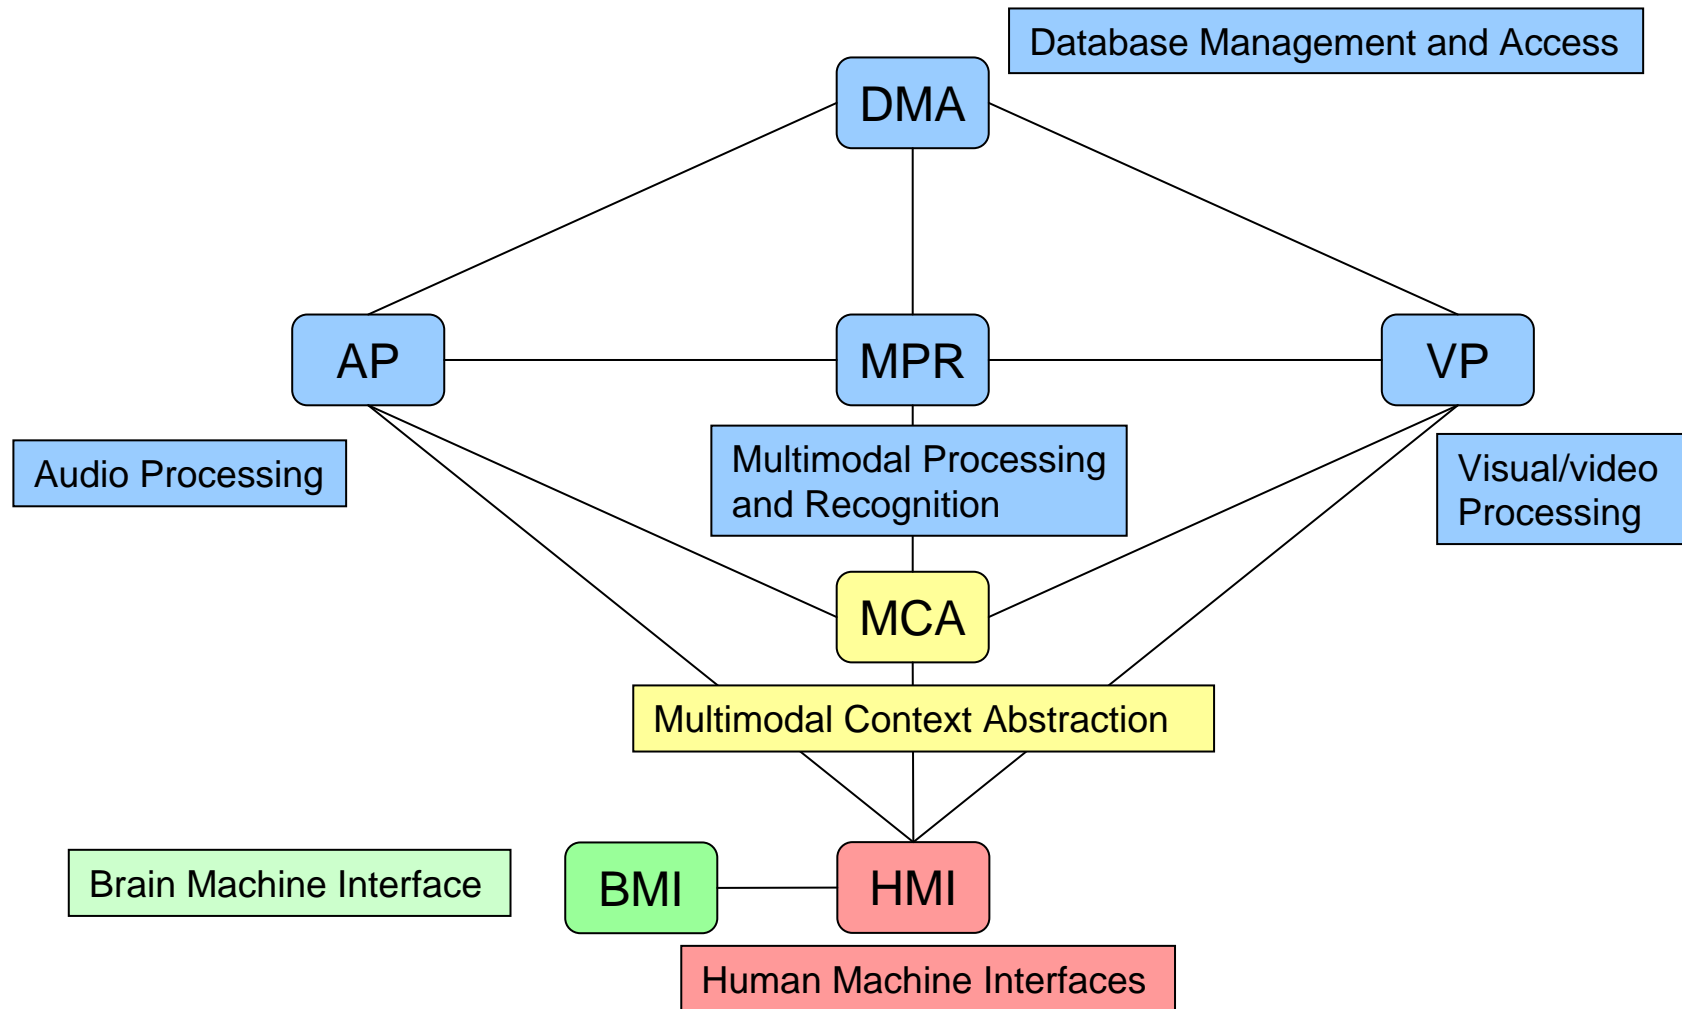 Database Management and Access
DMA
AP
MPR
VP
Audio Processing
Multimodal Processing
and Recognition
Visual/video
Processing
MCA
Multimodal Context Abstraction
Brain Machine Interface
BMI
HMI
Human Machine Interfaces